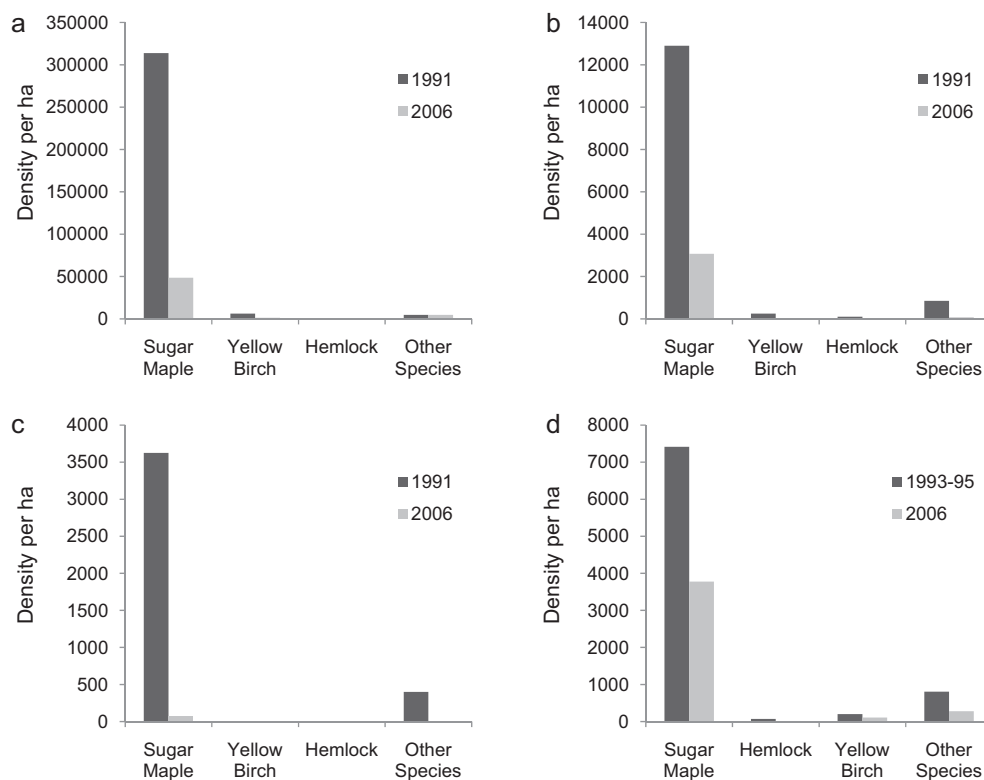 a
350000
300000
250000
200000
150000
100000
50000
0
Density per ha
1991
2006
Sugar
Maple
Yellow
Birch
Hemlock
Other
Species
b
14000
12000
10000
8000
6000
4000
2000
0
Density per ha
1991
2006
Sugar
Maple
Yellow
Birch
Hemlock
Other
Species
c
4000
3500
3000
2500
2000
1500
1000
500
0
Density per ha
1991
2006
Sugar
Maple
Yellow
Birch
Hemlock
Other
Species
d
8000
7000
6000
5000
4000
3000
2000
1000
0
Density per ha
1993-95
2006
Sugar
Maple
Hemlock
Yellow
Birch
Other
Species